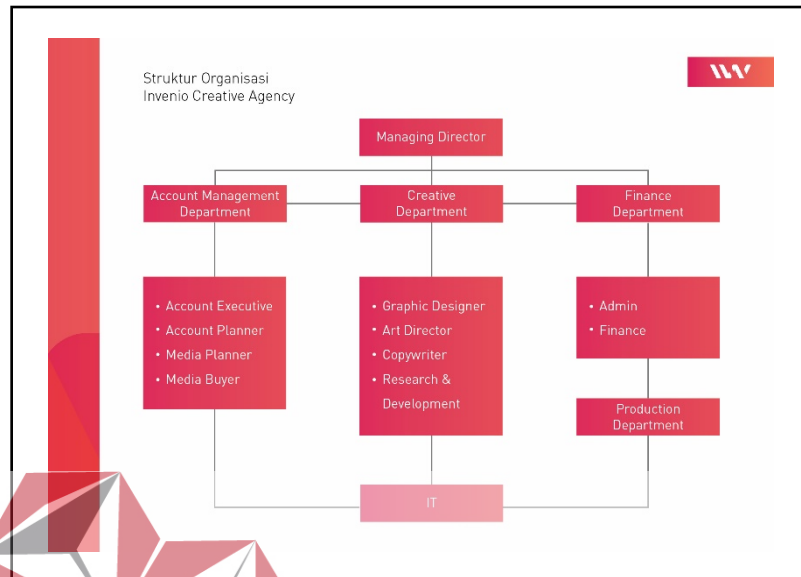 Struktur Organisasi
Invenio Creative Agency
Managing Director
Account Management
Department
Creative
Department
Finance
Department
• Account Executive
• Account Planner
• Media Planner
• Media Buyer
• Graphic Designer
• Art Director
• Copywriter
• Research &
Development
• Admin
• Finance
Production
Department
IT